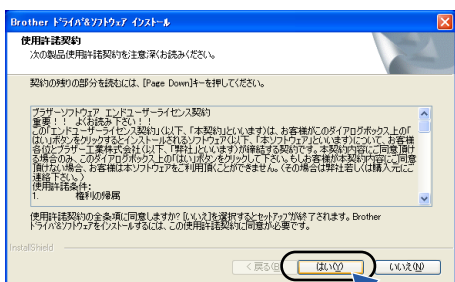 Brother ﾄﾞﾗｲﾊﾞ&ｿﾌﾄｳｪｱ ｲﾝｽﾄｰﾙ
使用許諾契約
次の製品使用許諾契約を注意深くお読みください。
契約の残りの部分を読むには、[Page Down]キーを押してください。
ブラザーソフトウェア エンドユーザーライセンス契約
重要！！ よくお読み下さい！！
この「エンドユーザーライセンス契約」(以下、「本契約」といいます)は、お客様がこのダイアログボックス上の「
はい」ボタンをクリックするとインストールされるソフトウェア(以下、「本ソフトウェア」といいます)について、お客様
各位とブラザー工業株式会社(以下、「弊社」といいます)が締結する契約です。本契約内容にご同意頂け
る場合のみ、このダイアログボックス上の「はい」ボタンをクリックして下さい。もしお客様が本契約内容にご同意
頂けない場合、お客様は本ソフトウェアをご利用頂くことができません。(その場合は弊社若しくは購入元にご
連絡下さい。)
使用許諾条件:
1. 権利の帰属
使用許諾契約の全条項に同意しますか? [いいえ]を選択するとセットアップが終了されます。Brother
ドライバ&ソフトウェアをインストールするには、この使用許諾契約に同意が必要です。
InstallShield
< 戻る(B)
はい(Y)
いいえ(N)